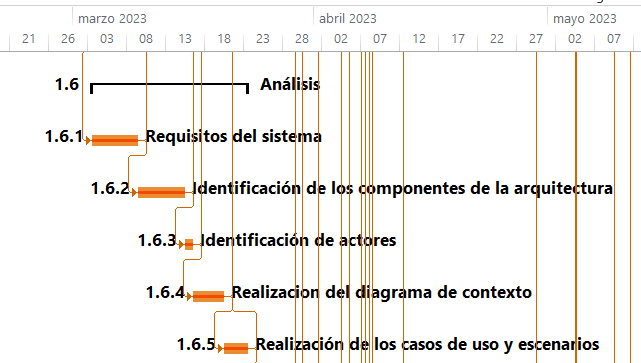 marzo 2023 abril 2023 mayo 2023
21 26 03 08 13 18 23 28 02 07 12 17 22 27 02 07
1.6 Análisis
1.6.1 Requisitos del sistema
1.6.2 Identificación de los componentes de la arquitectura
1.6.3 Identificación de actores
1.6.4 Realizacion del diagrama de contexto
1.6.5 Realización de los casos de uso y escenarios